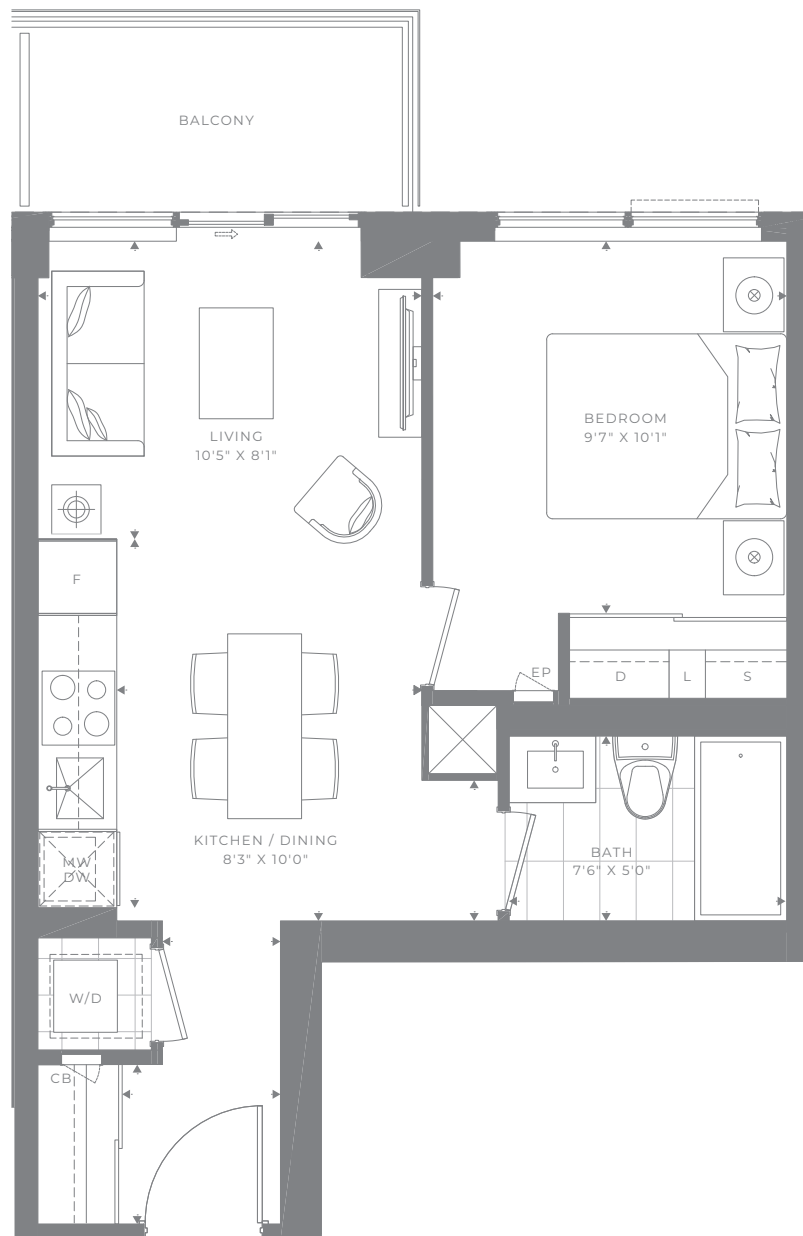 BALCONY
LIVING
10'5" X 8'1"
BEDROOM
9'7" X 10'1"
F
EP
D L S
KITCHEN / DINING
8'3" X 10'0"
MW
DW
BATH
7'6" X 5'0"
W/D
CB